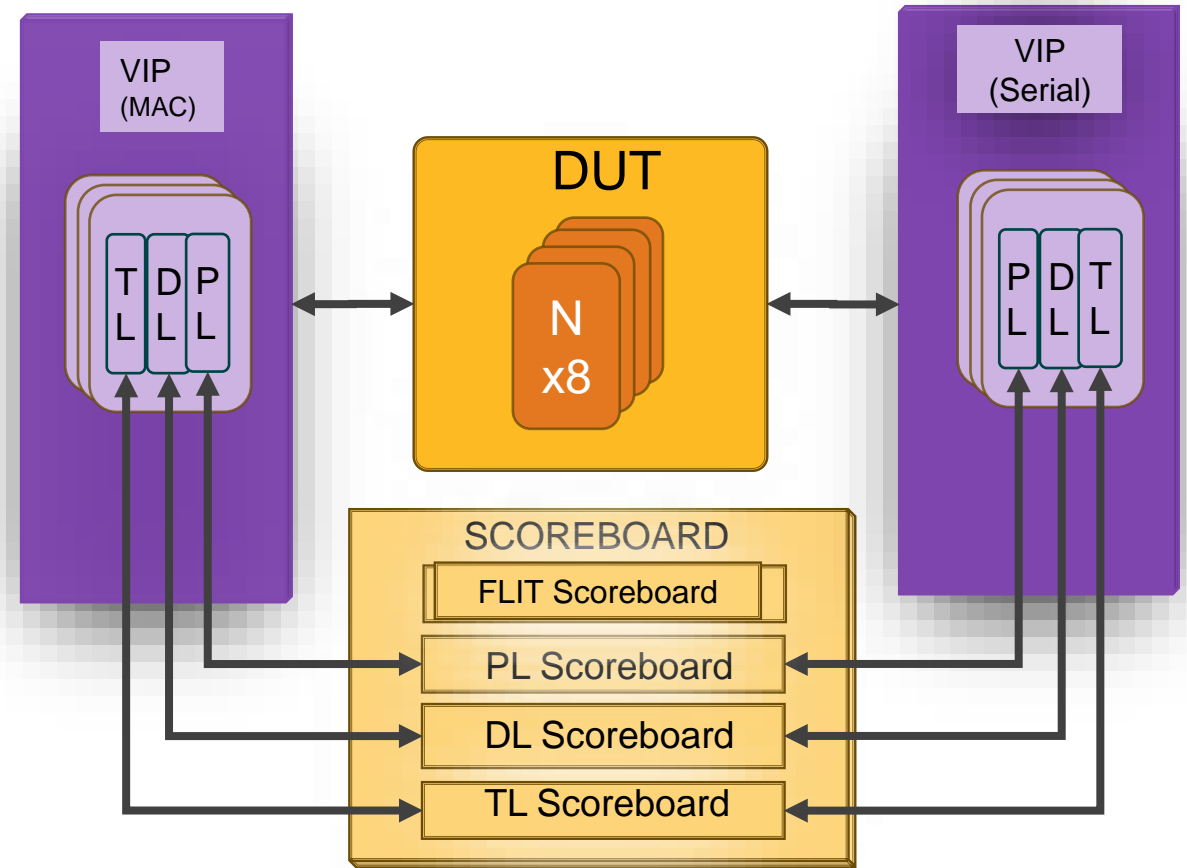 VIP
(MAC)
VIP
(Serial)
DUT
N
x8
T
L
D
L
P
L
P
L
D
L
T
L
SCOREBOARD
FLIT Scoreboard
PL Scoreboard
DL Scoreboard
TL Scoreboard